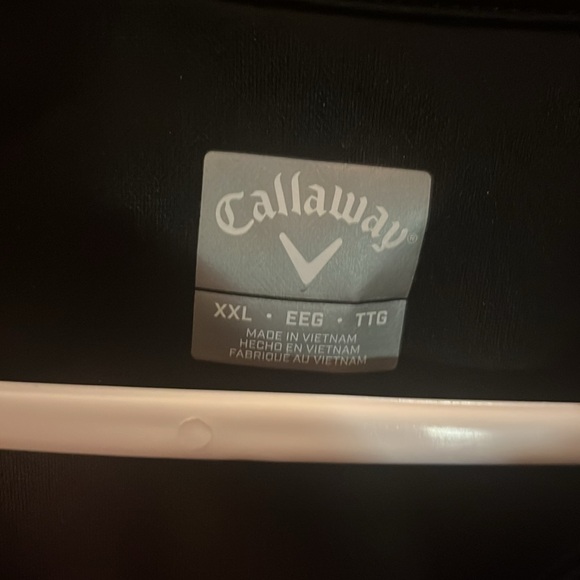 Callaway®
XXL • EEG • TTG
MADE IN VIETNAM
HECHO EN VIETNAM
FABRIQUÉ AU VIETNAM